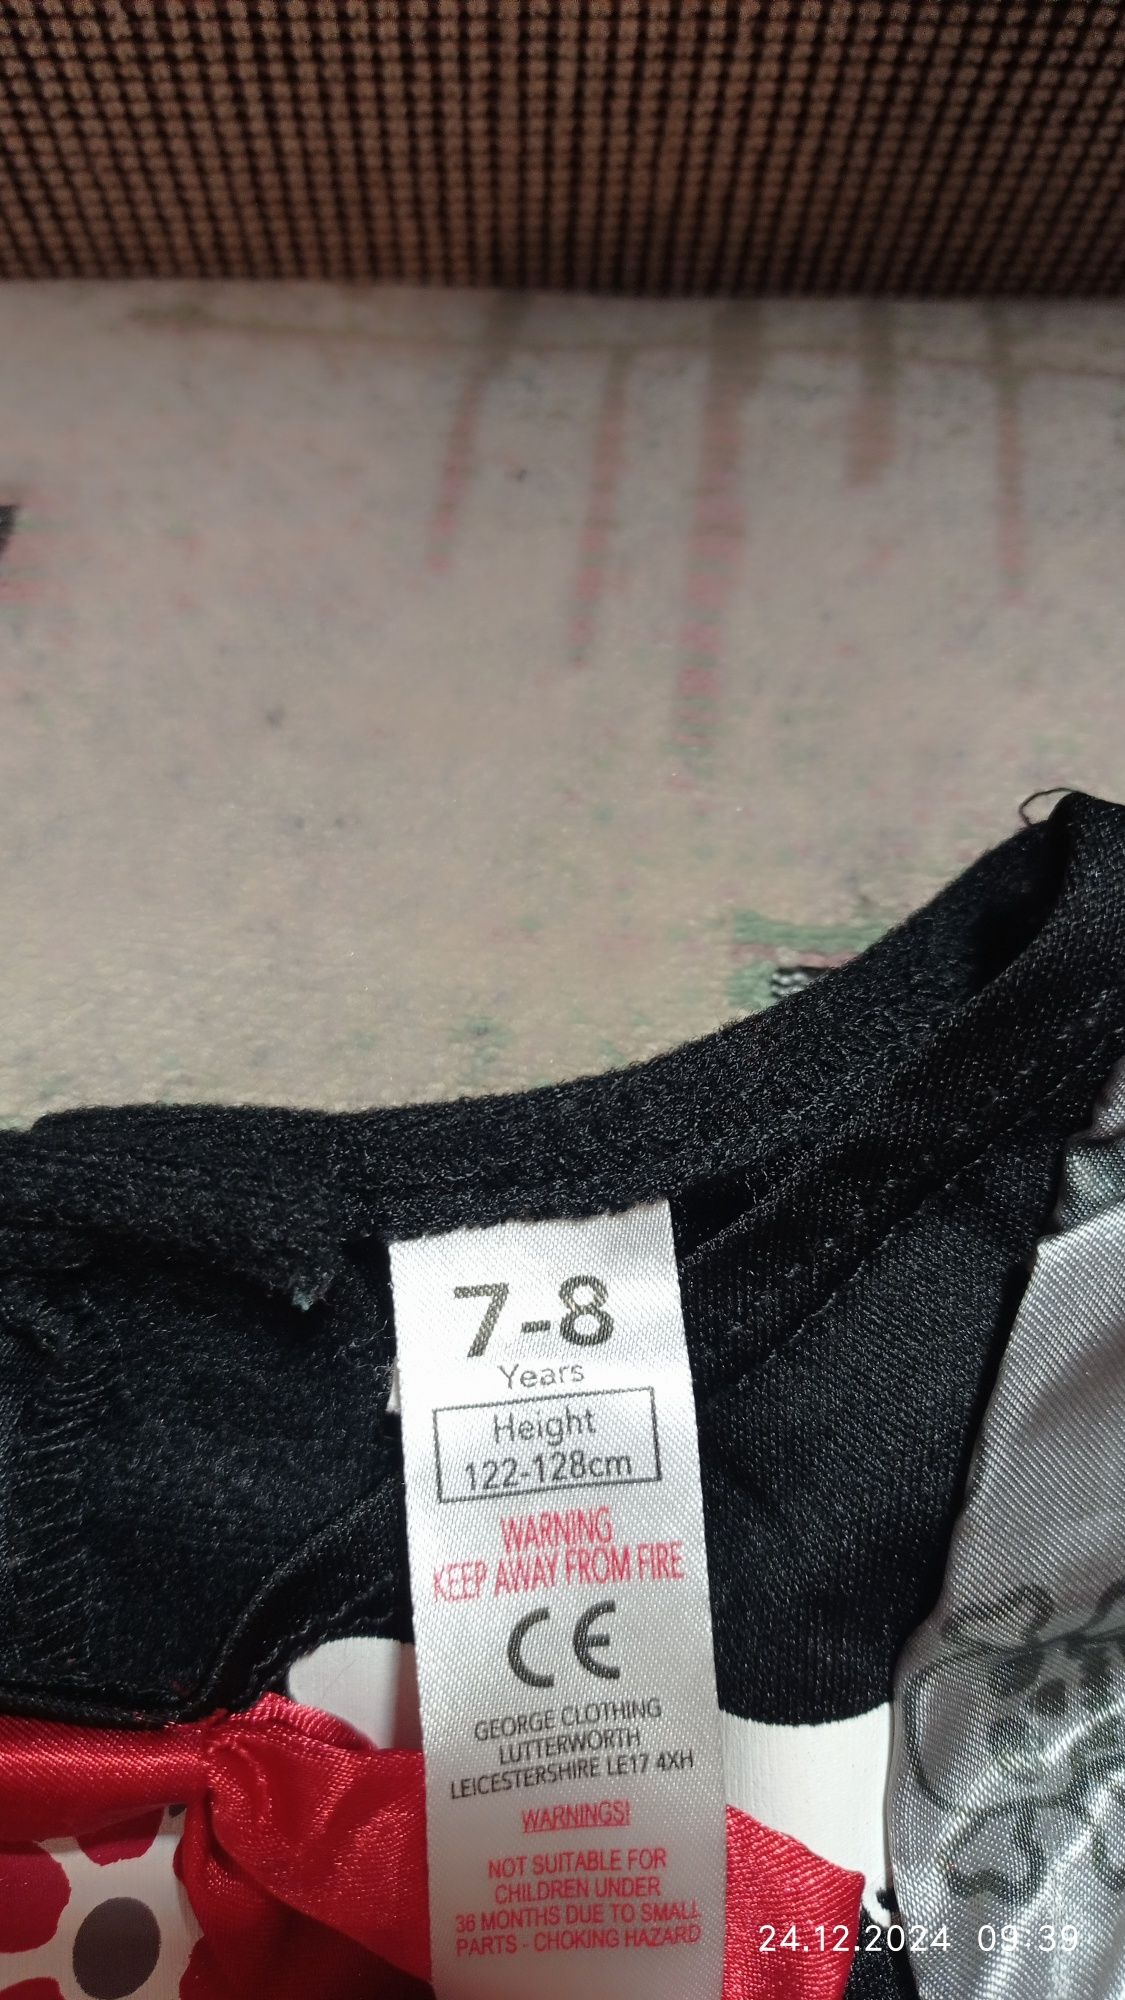 7-8
Years
Height
122-128cm
WARNING
KEEP AWAY FROM FIRE
CE
GEORGE CLOTHING
LUTTERWORTH
LEICESTERSHIRE LE17 4XH
WARNINGS!
NOT SUITABLE FOR
CHILDREN UNDER
36 MONTHS DUE TO SMALL
PARTS - CHOKING HAZARD
24.12.2024 09:39